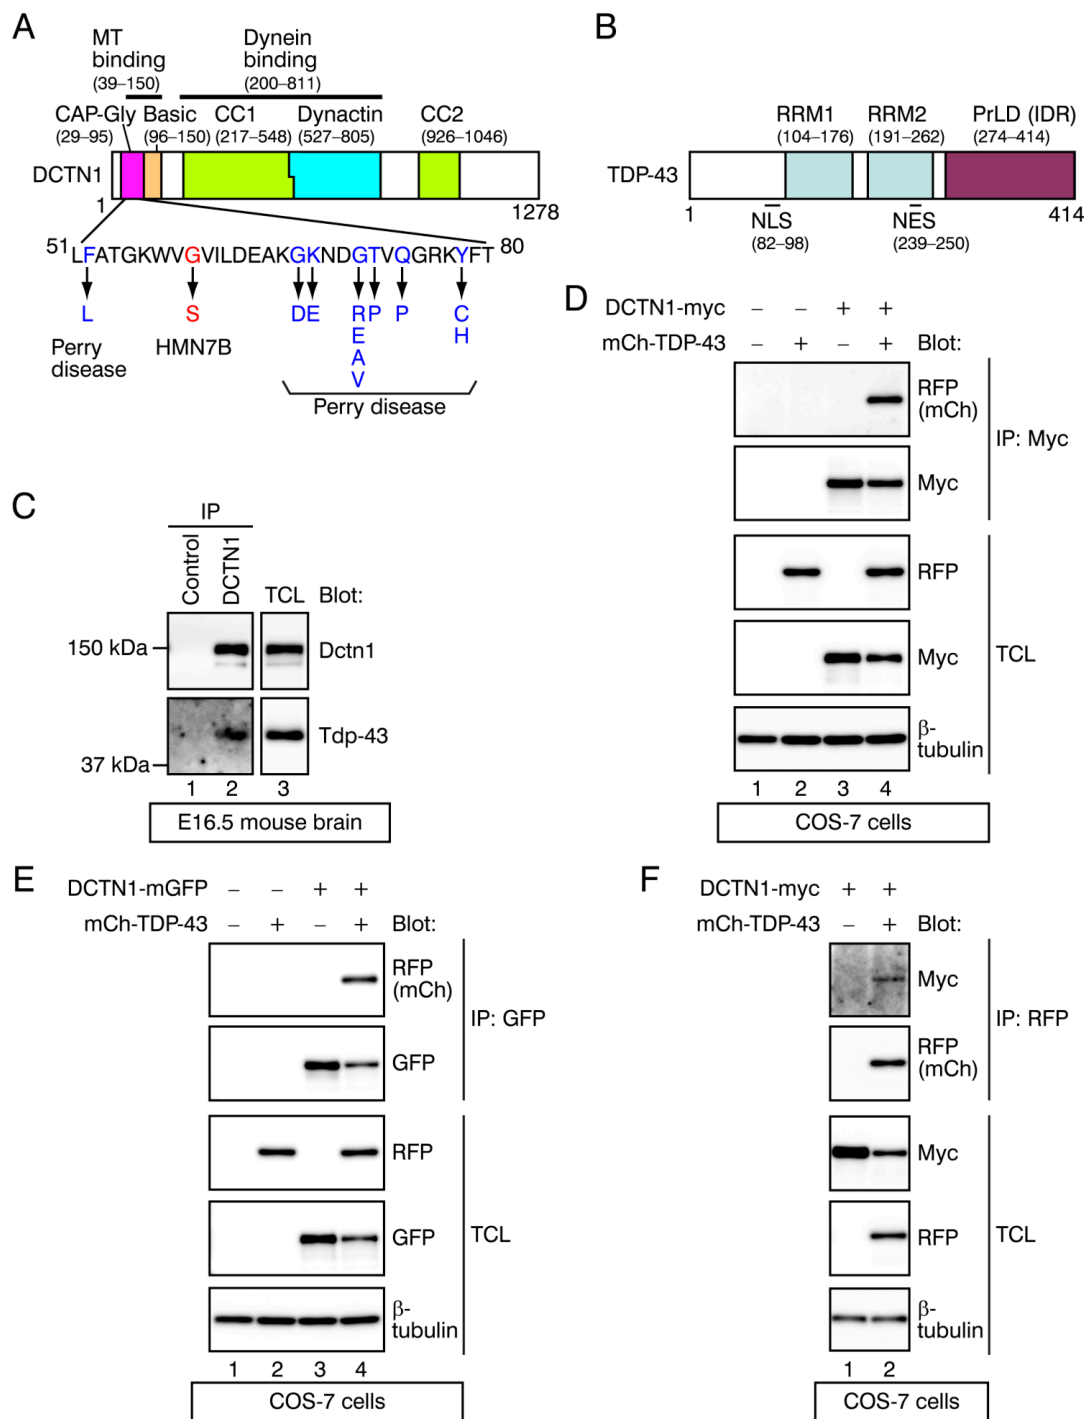 A
MT
binding
(39–150)
Dynein
binding
(200–811)
CAP-Gly
(29–95)
Basic
(96–150)
CC1
(217–548)
Dynactin
(527–805)
CC2
(926–1046)
DCTN1
1
1278
51 LFATGKWVGVILDEAKGKNDGTVQGRKYFT 80
L
S
D
E
R
E
A
V
P
P
C
H
Perry
disease
HMN7B
Perry disease
B
RRM1
(104–176)
RRM2
(191–262)
PrLD (IDR)
(274–414)
TDP-43
1
414
NLS
(82–98)
NES
(239–250)
C
IP
Control
DCTN1
TCL
Blot:
150 kDa
Dctn1
Tdp-43
37 kDa
1 2 3
E16.5 mouse brain
D
DCTN1-myc – – + +
mCh-TDP-43 – + – + Blot:
RFP
(mCh)
IP: Myc
Myc
RFP
Myc
TCL
β-
tubulin
1 2 3 4
COS-7 cells
E
DCTN1-mGFP – – + +
mCh-TDP-43 – + – + Blot:
RFP
(mCh)
IP: GFP
GFP
RFP
GFP
TCL
β-
tubulin
1 2 3 4
COS-7 cells
F
DCTN1-myc + +
mCh-TDP-43 – + Blot:
Myc
IP: RFP
RFP
(mCh)
Myc
RFP
TCL
β-
tubulin
1 2
COS-7 cells